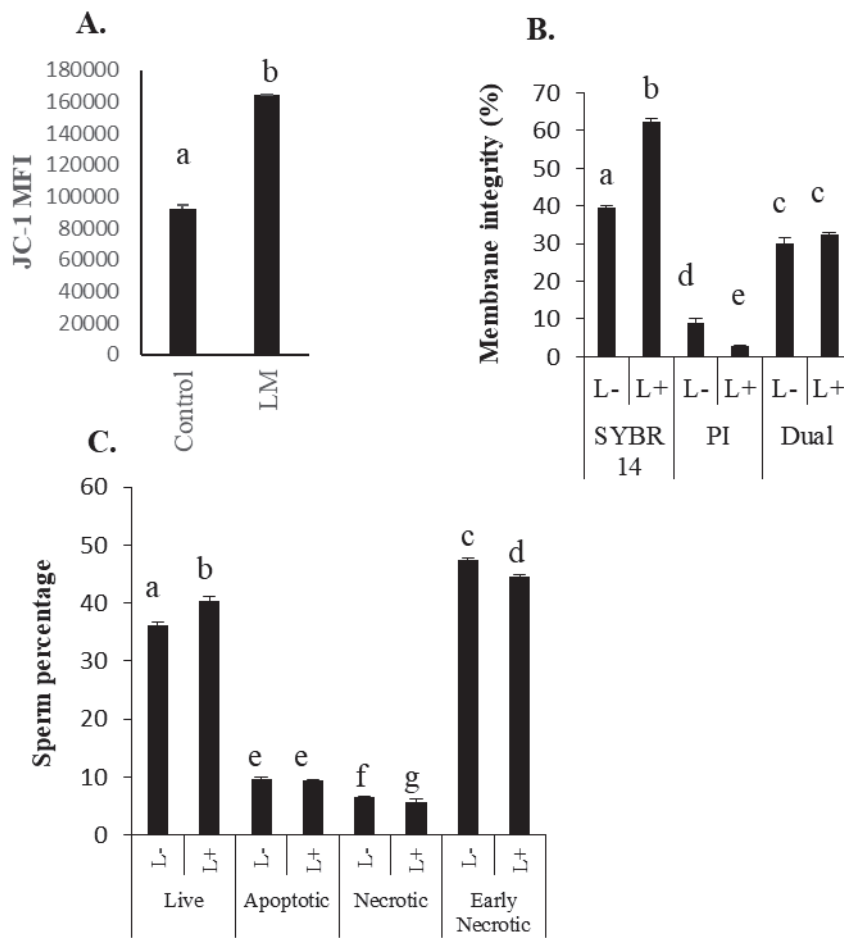 A.
JC-1 MFI
180000
160000
140000
120000
100000
80000
60000
40000
20000
0
a
b
Control
LM
B.
Membrane integrity (%)
70
60
50
40
30
20
10
0
a
b
d
e
c
c
L-
L+
L-
L+
L-
L+
SYBR
14
PI
Dual
C.
Sperm percentage
60
50
40
30
20
10
0
a
b
e
e
f
g
c
d
L-
L+
L-
L+
L-
L+
L-
L+
Live
Apoptotic
Necrotic
Early
Necrotic